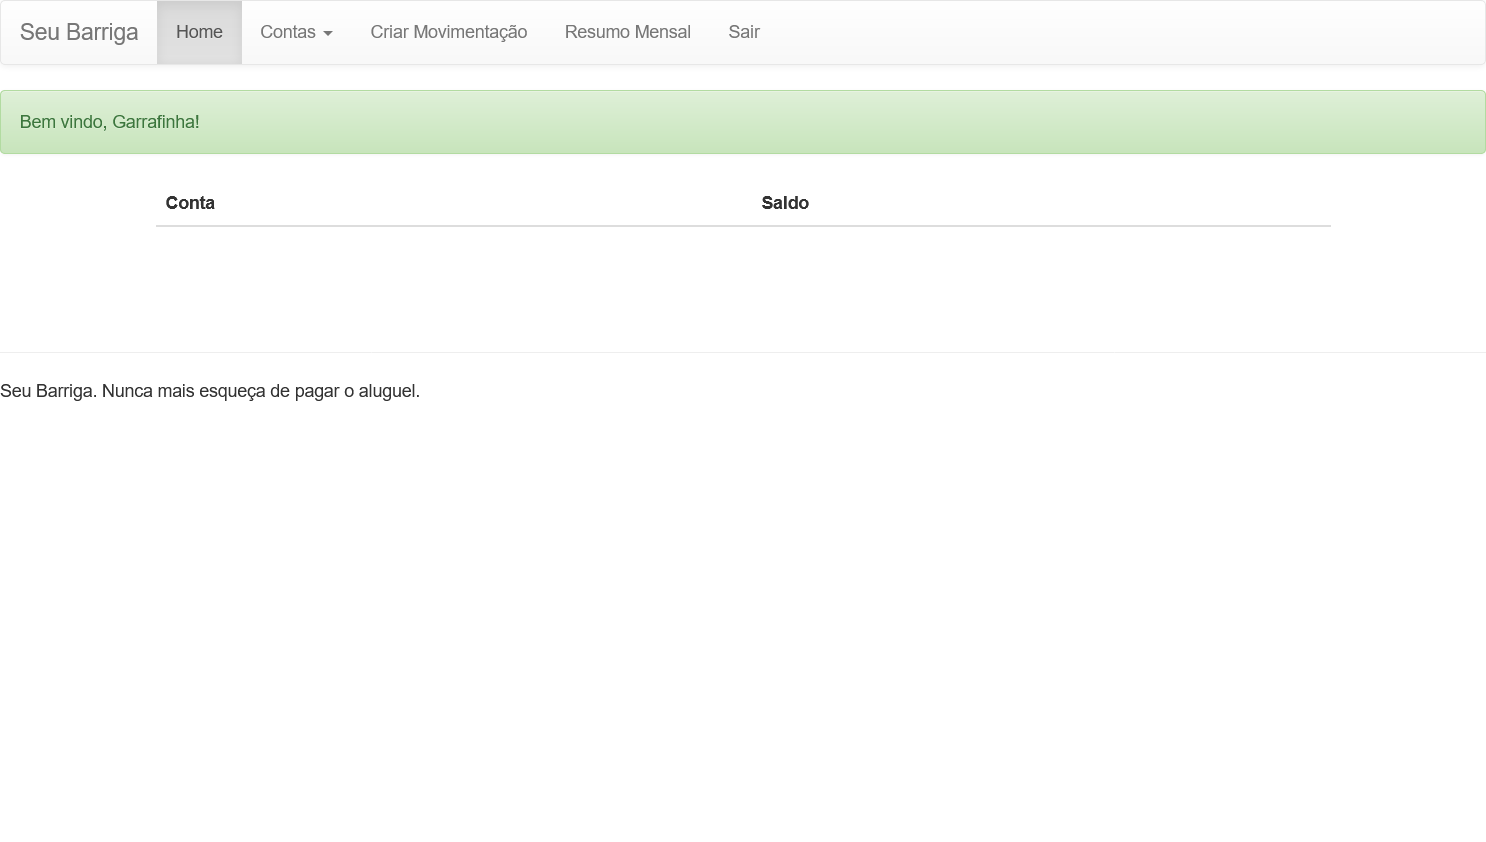 Seu Barriga Home Contas Criar Movimentação Resumo Mensal Sair
Bem vindo, Garrafinha!
Conta Saldo
Seu Barriga. Nunca mais esqueça de pagar o aluguel.